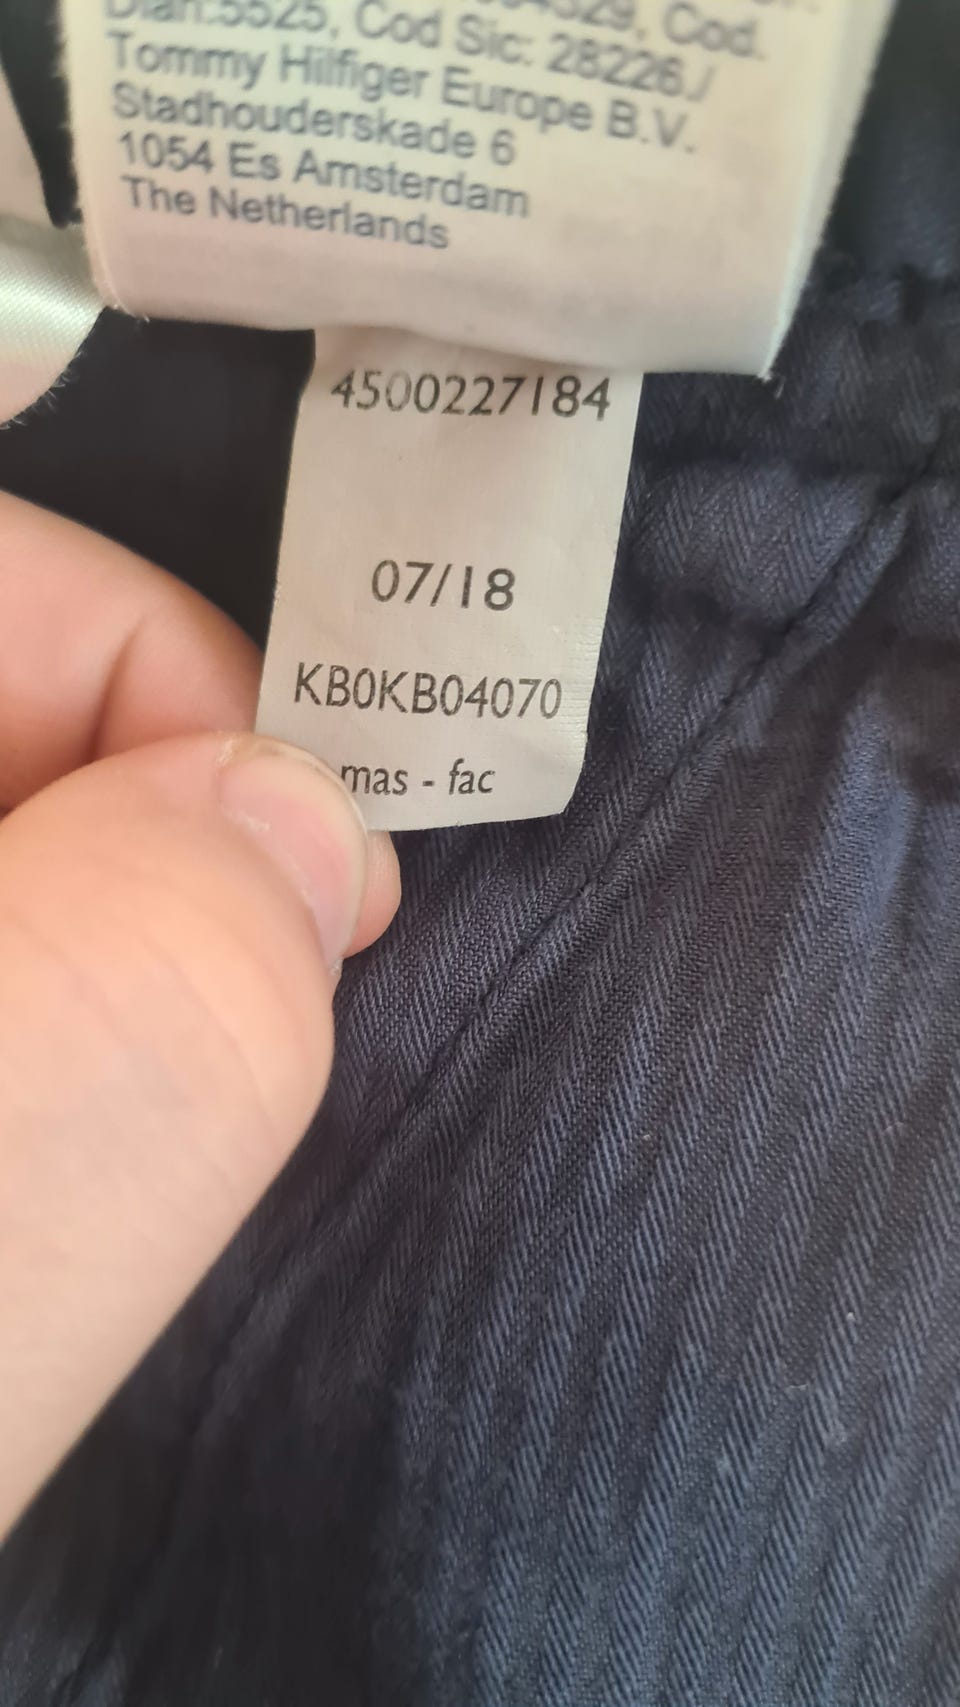 Dian:5525, Cod Sic: 28226./
Tommy Hilfiger Europe B.V.
Stadhouderskade 6
1054 Es Amsterdam
The Netherlands
4500227184
07/18
KB0KB04070
mas - fac